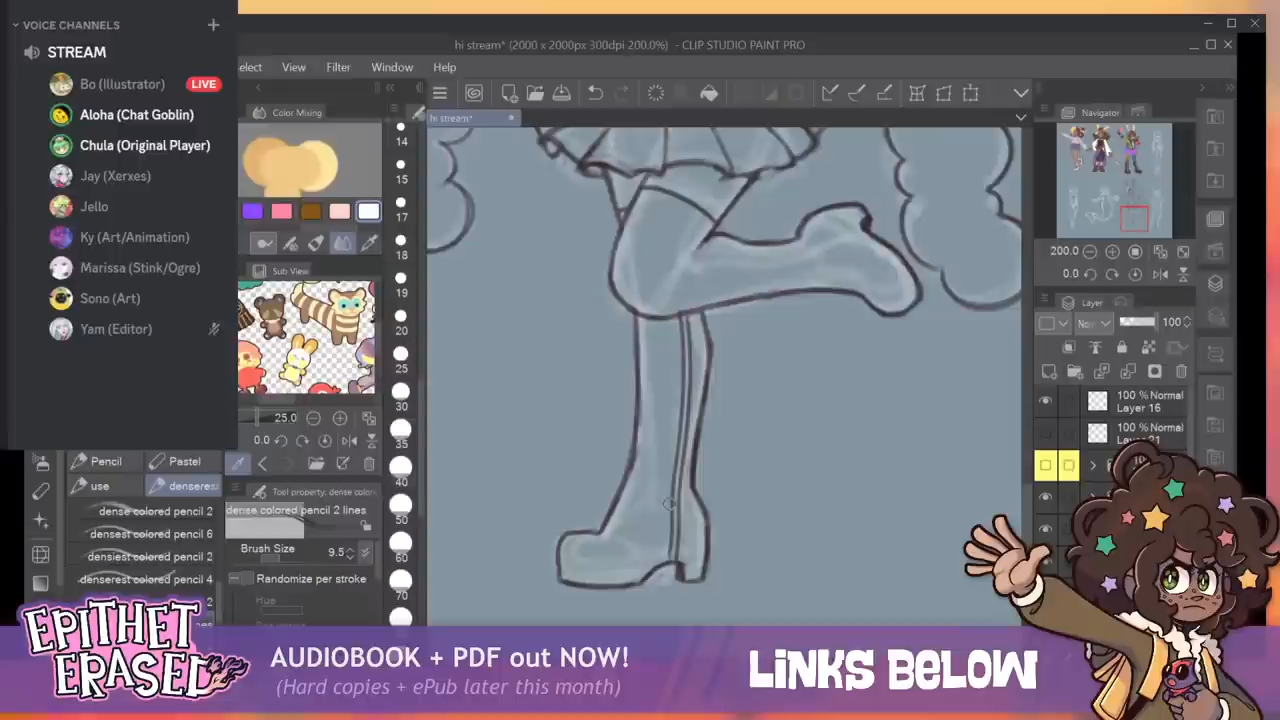 VOICE CHANNELS
STREAM
Bo (Illustrator) LIVE
Aloha (Chat Goblin)
Chula (Original Player)
Jay (Xerxes)
Jello
Ky (Art/Animation)
Marissa (Stink/Ogre)
Sono (Art)
Yam (Editor)
hi stream* (2000 x 2000px 300dpi 200.0%) - CLIP STUDIO PAINT PRO
elect View Filter Window Help
Color Mixing
hi stream*
Navigator
200.0
0.0
Sub View
25.0
0.0
14
15
17
18
19
20
25
30
35
40
50
60
70
Layer
100
100 % Normal
Layer 16
100 % Normal
Pencil Pastel
use denseres
dense colored pencil 2
densest colored pencil 6
densiest colored pencil 2
densest colored pencil 4
Tool property: dense color
dense colored pencil 2 lines
Brush Size 9.5
Randomize per stroke
Hue
EPITHET
ERASED
AUDIOBOOK + PDF out NOW!
(Hard copies + ePub later this month)
LINKS BELOW